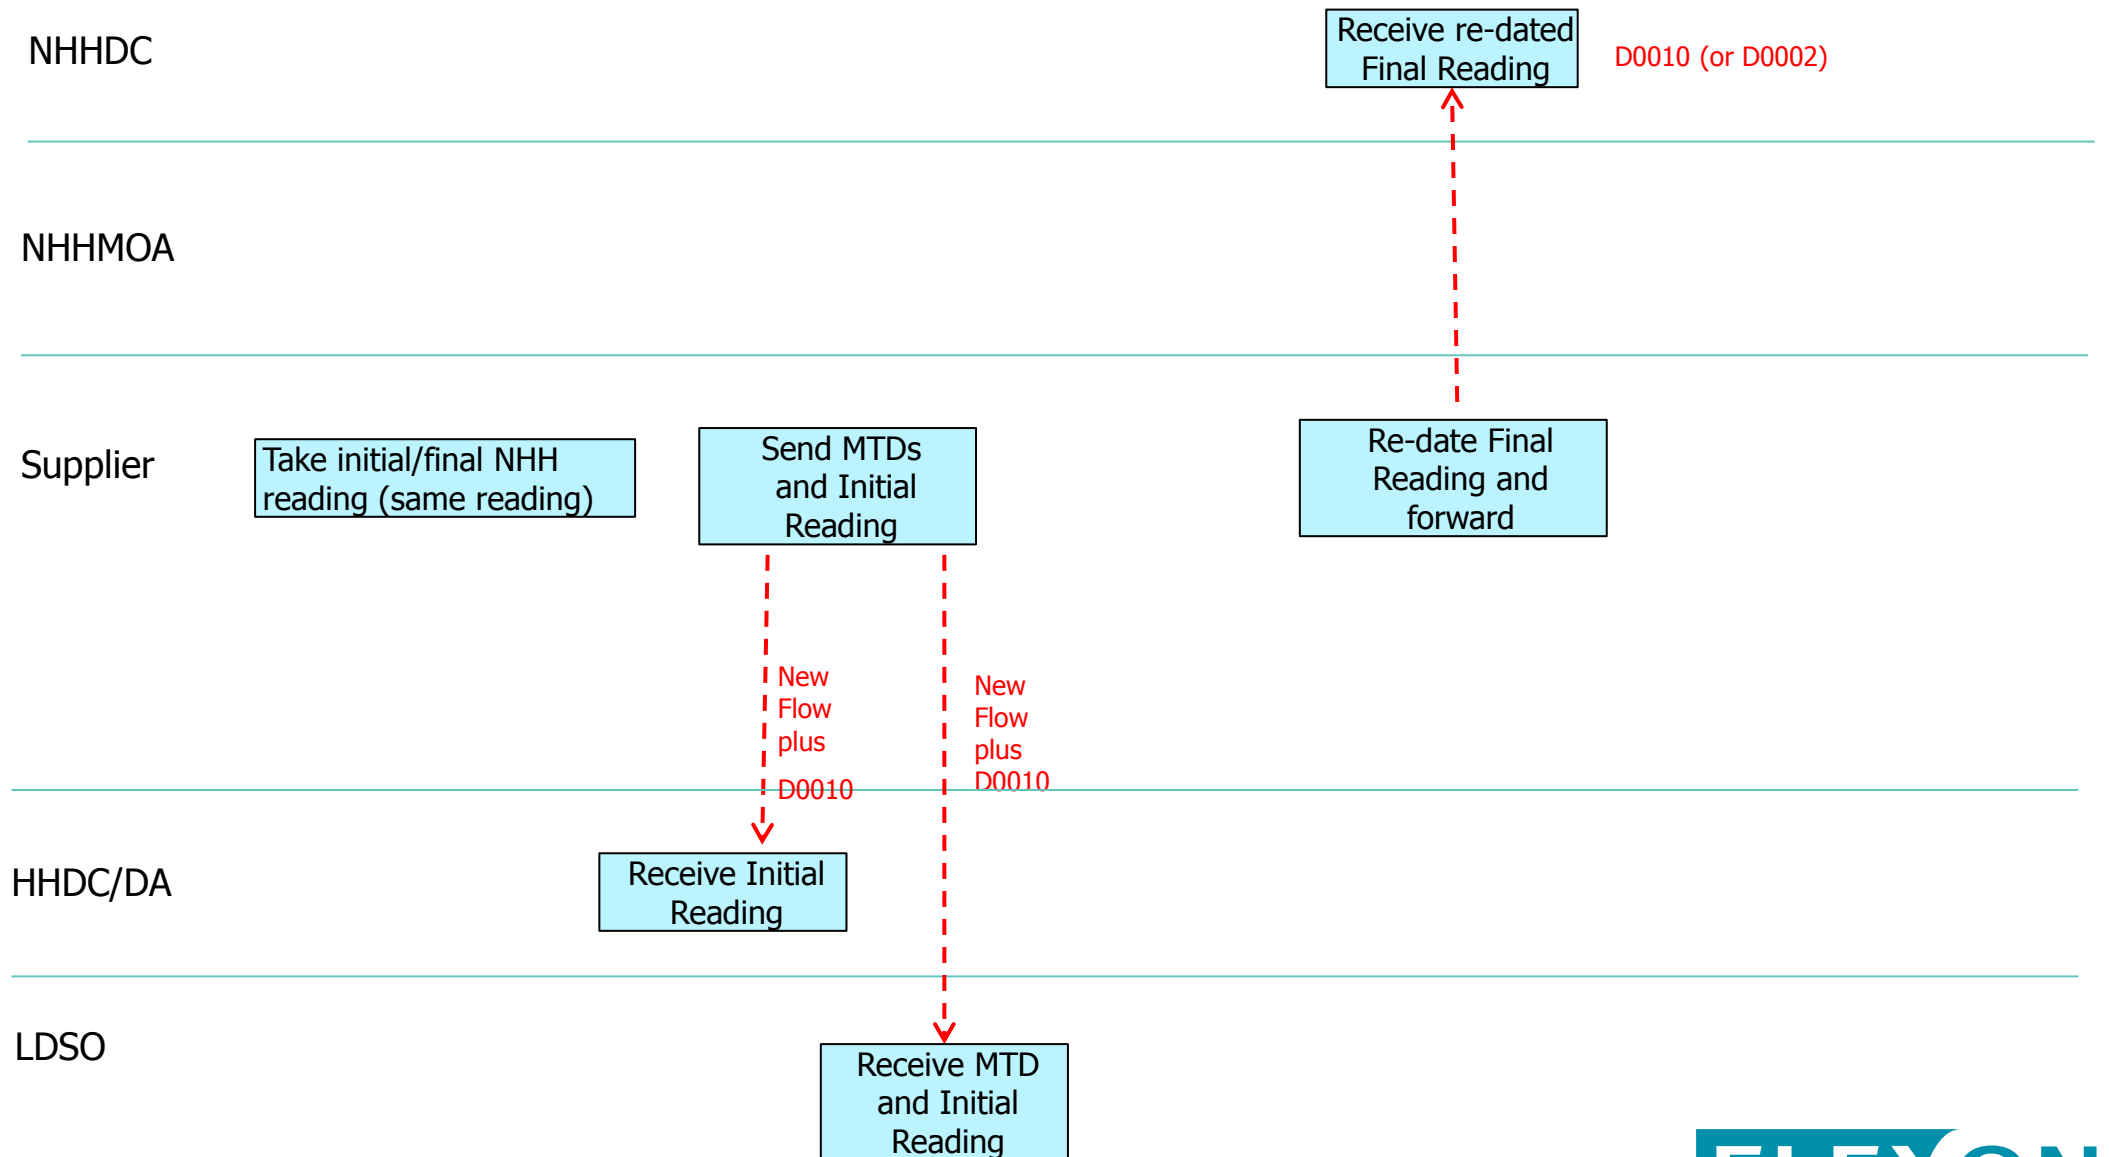 NHHDC
Receive re-dated
Final Reading
D0010 (or D0002)
NHHMOA
Supplier
Take initial/final NHH
reading (same reading)
Send MTDs
and Initial
Reading
Re-date Final
Reading and
forward
New
Flow
plus
D0010
New
Flow
plus
D0010
HHDC/DA
Receive Initial
Reading
LDSO
Receive MTD
and Initial
Reading
ELEXON